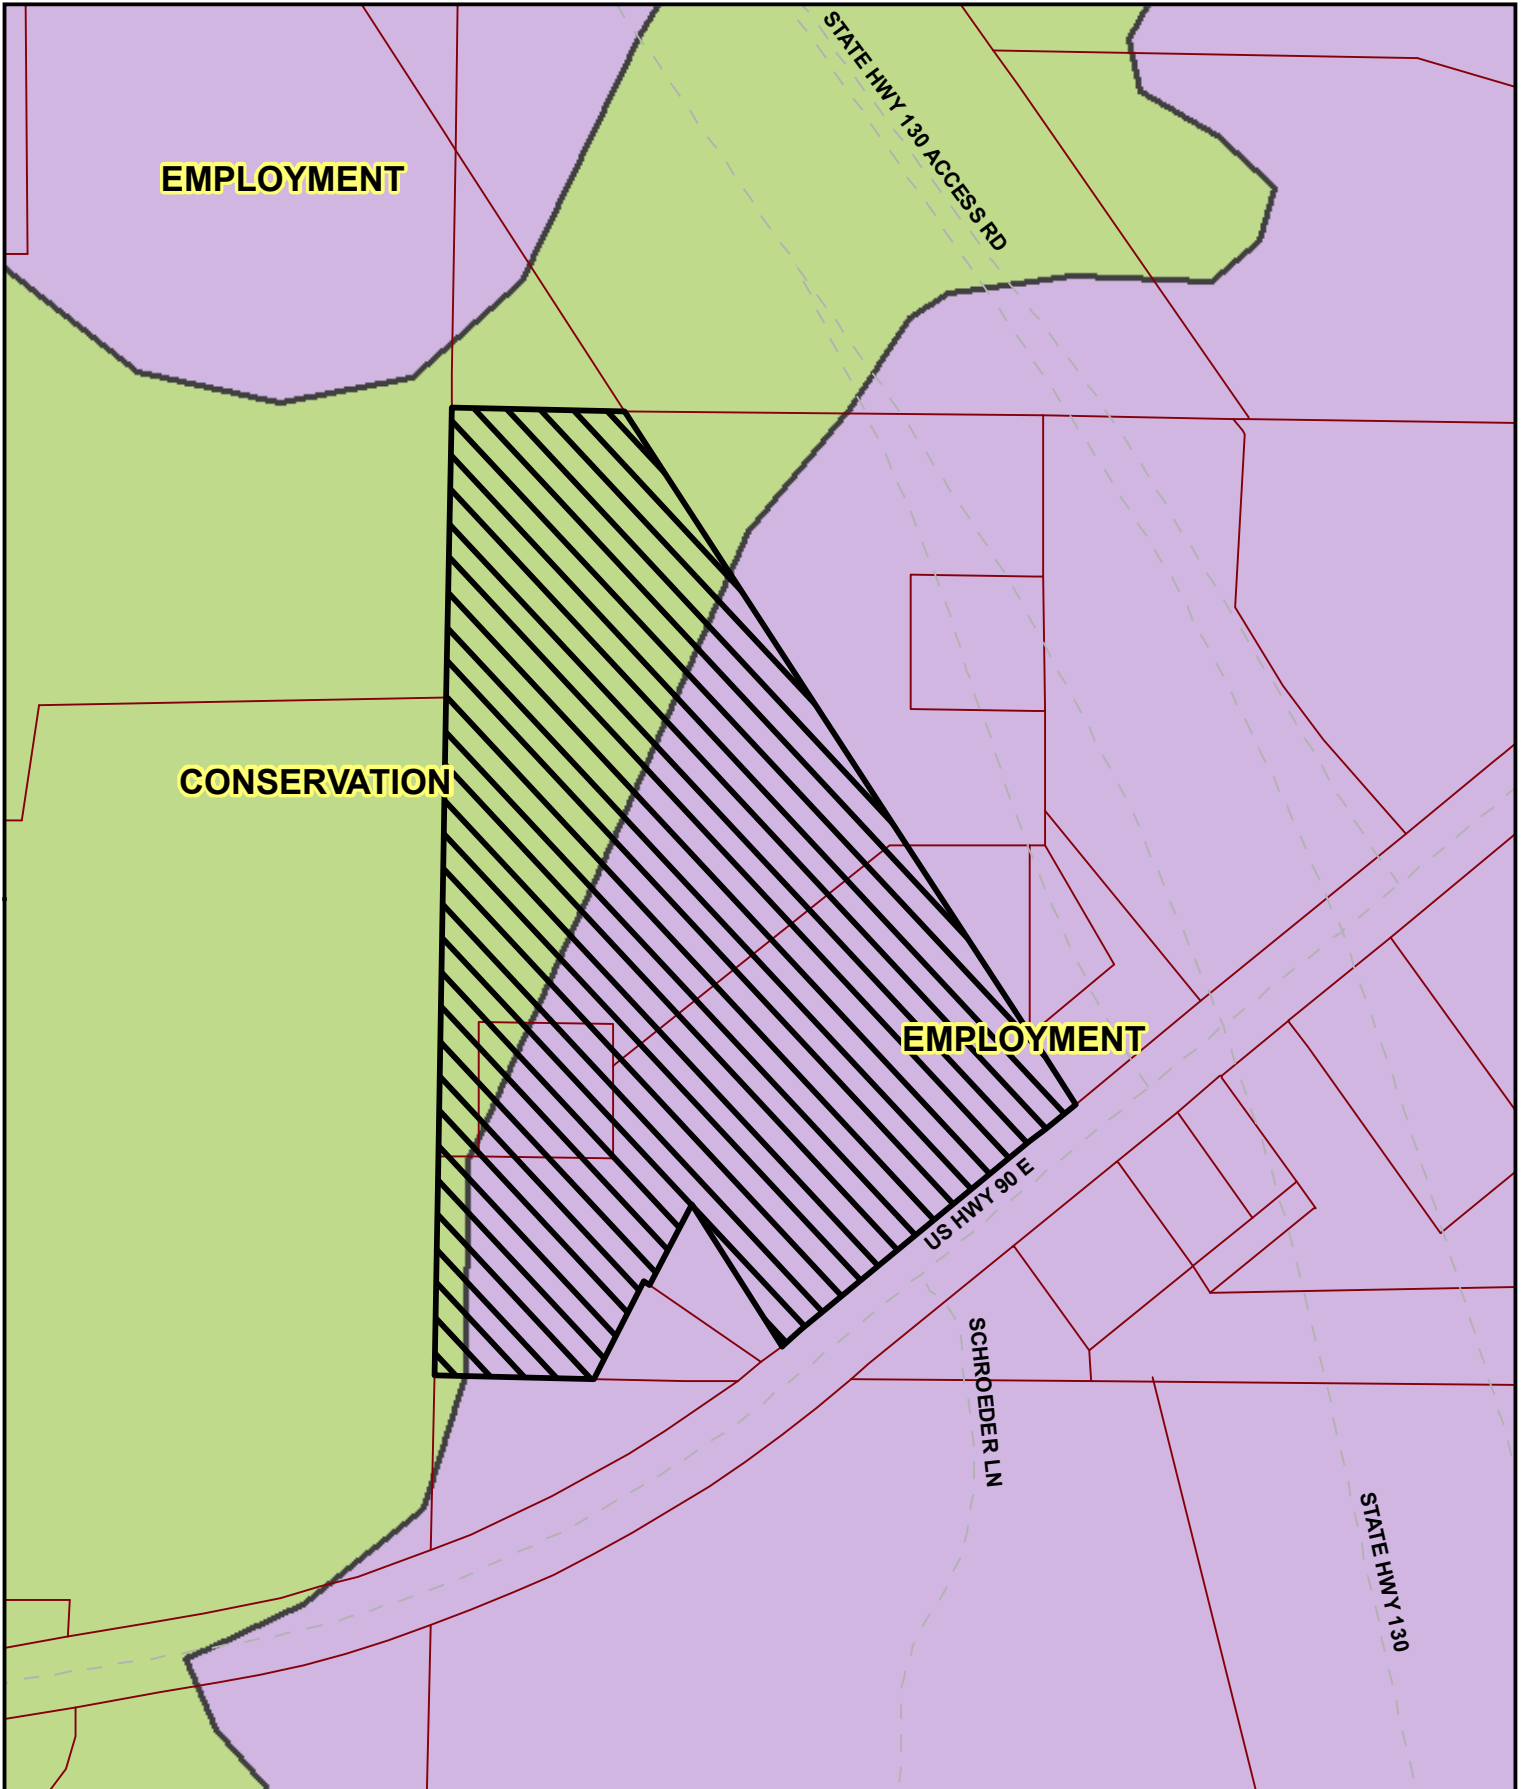 STATE HWY 130 ACCESS RD
EMPLOYMENT
CONSERVATION
EMPLOYMENT
US HWY 90 E
SCHROEDER LN
STATE HWY 130